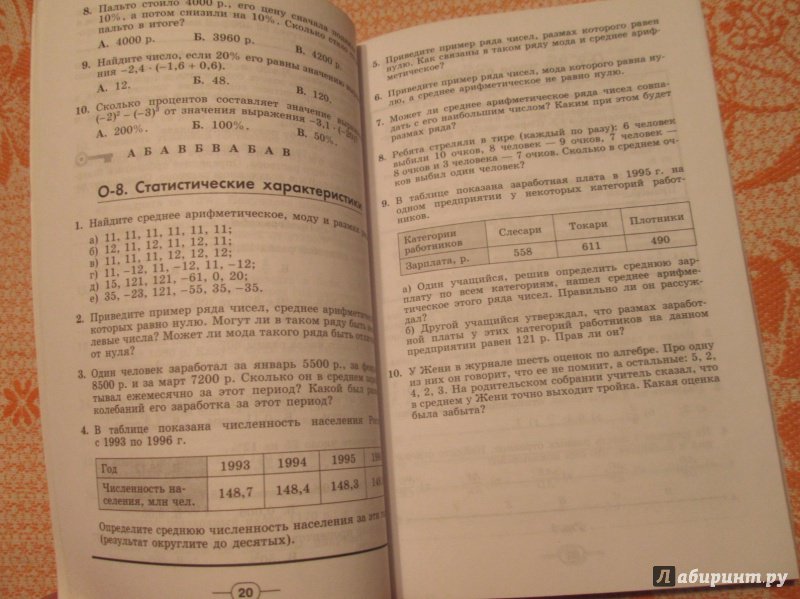 8. Пальто стоило 4000 р., его цену сначала
10%, а потом снизили на 10%. Сколько стало
пальто в итоге?
А. 4000 р. Б. 3960 р. В. 4200 р.
9. Найдите число, если 20% его равны значению
ния -2,4 · (-1,6 + 0,6).
А. 12. Б. 48. В. 120.
10. Сколько процентов составляет значение
(-2)² - (-3)³ от значения выражения -3,1 ·
А. 200%. Б. 100%. В. 50%.
А Б А В Б Б В А Б А В
О-8. Статистические характеристики
1. Найдите среднее арифметическое, моду и размах
а) 11, 11, 11, 11, 11, 11;
б) 12, 11, 12, 11, 12, 11;
в) 11, 11, 11, 12, 12, 12;
г) 11, -12, 11, -12, 11, -12;
д) 15, 121, 121, -61, 0, 20;
е) 35, -23, 121, -55, 35, -35.
2. Приведите пример ряда чисел, среднее арифметич
которых равно нулю. Могут ли в таком ряду быть
левые числа? Может ли мода такого ряда быть
от нуля?
3. Один человек заработал за январь 5500 р., за
8500 р. и за март 7200 р. Сколько он в среднем
тывал ежемесячно за этот период? Какой был
колебаний его заработка за этот период?
4. В таблице показана численность населения
с 1993 по 1996 г.
Год 1993 1994 1995
Численность на-
селения, млн чел. 148,7 148,4 148,3
Определите среднюю численность населения за
(результат округлите до десятых).
20
5. Приведите пример ряда чисел, размах которого равен
нулю. Как связаны в таком ряду мода и среднее ариф-
метическое?
6. Приведите пример ряда чисел, мода которого равна ну-
лю, а среднее арифметическое не равно нулю.
7. Может ли среднее арифметическое ряда чисел совпа-
дать с его наибольшим числом? Каким при этом будет
размах ряда?
8. Ребята стреляли в тире (каждый по разу); 6 человек
выбили 10 очков, 8 человек — 9 очков, 7 человек —
8 очков и 3 человека — 7 очков. Сколько в среднем оч-
ков выбил один человек?
9. В таблице показана заработная плата в 1995 г. на
одном предприятии у некоторых категорий работ-
ников.
Категории
работников Слесари Токари Плотники
Зарплата, р. 558 611 490
а) Один учащийся, решив определить среднюю зар-
плату по всем категориям, нашел среднее арифме-
тическое этого ряда чисел. Правильно ли он рассуж-
дал?
б) Другой учащийся утверждал, что размах заработ-
ной платы у этих категорий работников на данном
предприятии равен 121 р. Прав ли он?
10. У Жени в журнале шесть оценок по алгебре. Про одну
из них он говорит, что ее не помнит, а остальные: 5, 2,
4, 2, 3. На родительском собрании учитель сказал, что
в среднем у Жени точно выходит тройка. Какая оценка
была забыта?
Лабиринт.ру